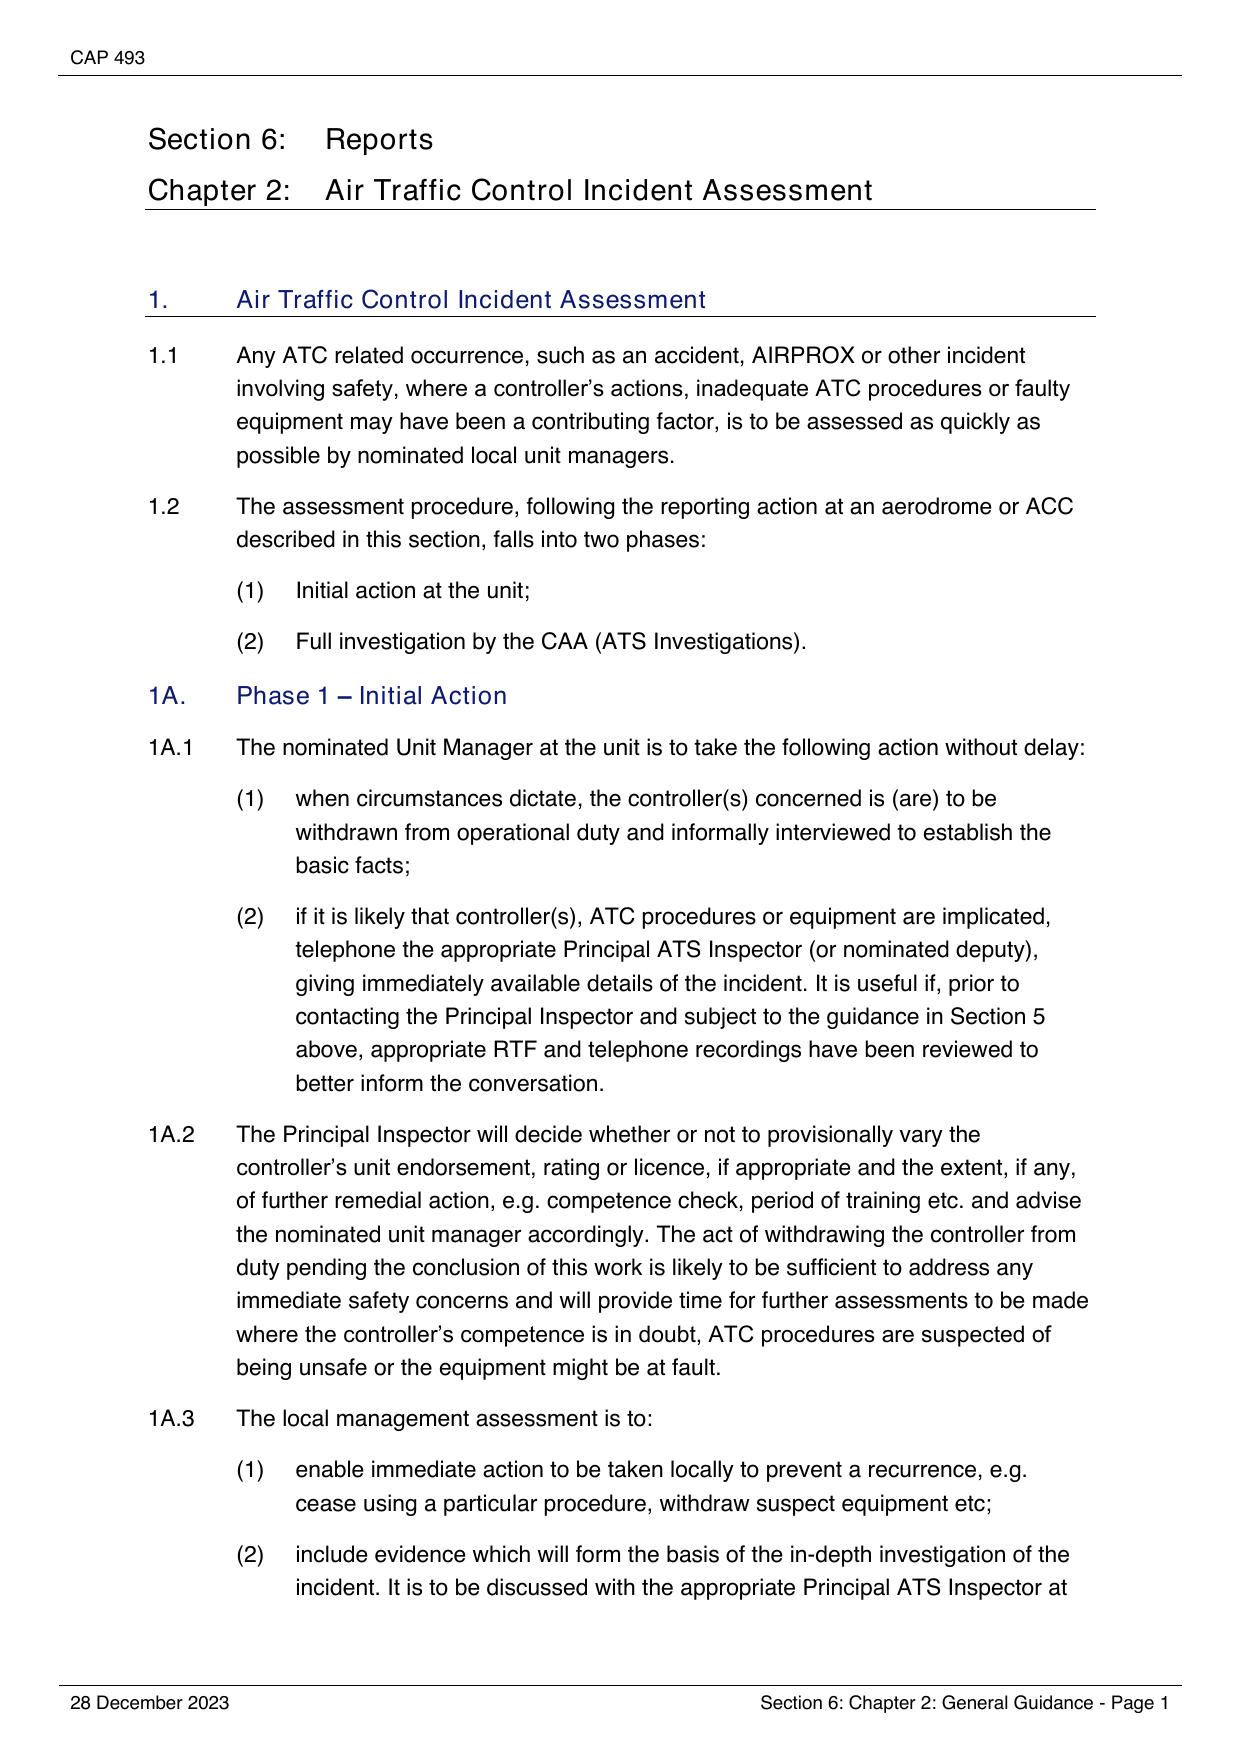 CAP 493
Section 6: Reports
Chapter 2: Air Traffic Control Incident Assessment
1. Air Traffic Control Incident Assessment
1.1 Any ATC related occurrence, such as an accident, AIRPROX or other incident
involving safety, where a controller’s actions, inadequate ATC procedures or faulty
equipment may have been a contributing factor, is to be assessed as quickly as
possible by nominated local unit managers.
1.2 The assessment procedure, following the reporting action at an aerodrome or ACC
described in this section, falls into two phases:
(1) Initial action at the unit;
(2) Full investigation by the CAA (ATS Investigations).
1A. Phase 1 – Initial Action
1A.1 The nominated Unit Manager at the unit is to take the following action without delay:
(1) when circumstances dictate, the controller(s) concerned is (are) to be
withdrawn from operational duty and informally interviewed to establish the
basic facts;
(2) if it is likely that controller(s), ATC procedures or equipment are implicated,
telephone the appropriate Principal ATS Inspector (or nominated deputy),
giving immediately available details of the incident. It is useful if, prior to
contacting the Principal Inspector and subject to the guidance in Section 5
above, appropriate RTF and telephone recordings have been reviewed to
better inform the conversation.
1A.2 The Principal Inspector will decide whether or not to provisionally vary the
controller’s unit endorsement, rating or licence, if appropriate and the extent, if any,
of further remedial action, e.g. competence check, period of training etc. and advise
the nominated unit manager accordingly. The act of withdrawing the controller from
duty pending the conclusion of this work is likely to be sufficient to address any
immediate safety concerns and will provide time for further assessments to be made
where the controller’s competence is in doubt, ATC procedures are suspected of
being unsafe or the equipment might be at fault.
1A.3 The local management assessment is to:
(1) enable immediate action to be taken locally to prevent a recurrence, e.g.
cease using a particular procedure, withdraw suspect equipment etc;
(2) include evidence which will form the basis of the in-depth investigation of the
incident. It is to be discussed with the appropriate Principal ATS Inspector at
28 December 2023 Section 6: Chapter 2: General Guidance - Page 1